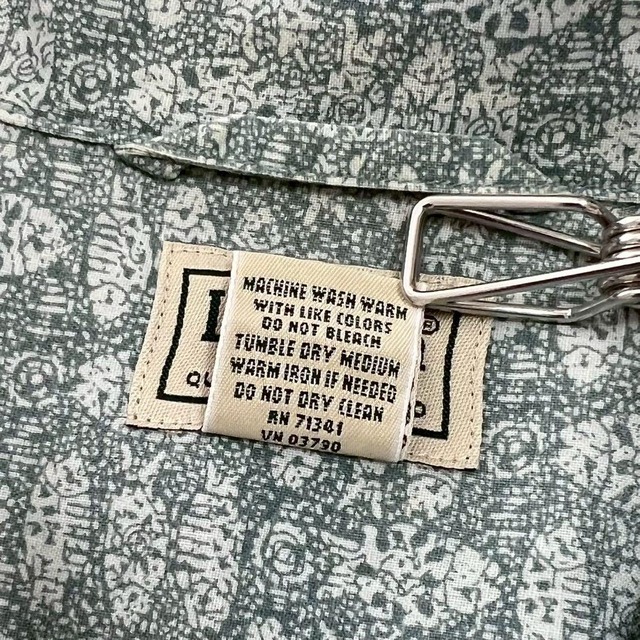 MACHINE WASH WARM
WITH LIKE COLORS
DO NOT BLEACH
TUMBLE DRY MEDIUM
WARM IRON IF NEEDED
DO NOT DRY CLEAN
RN 71341
VN 03790